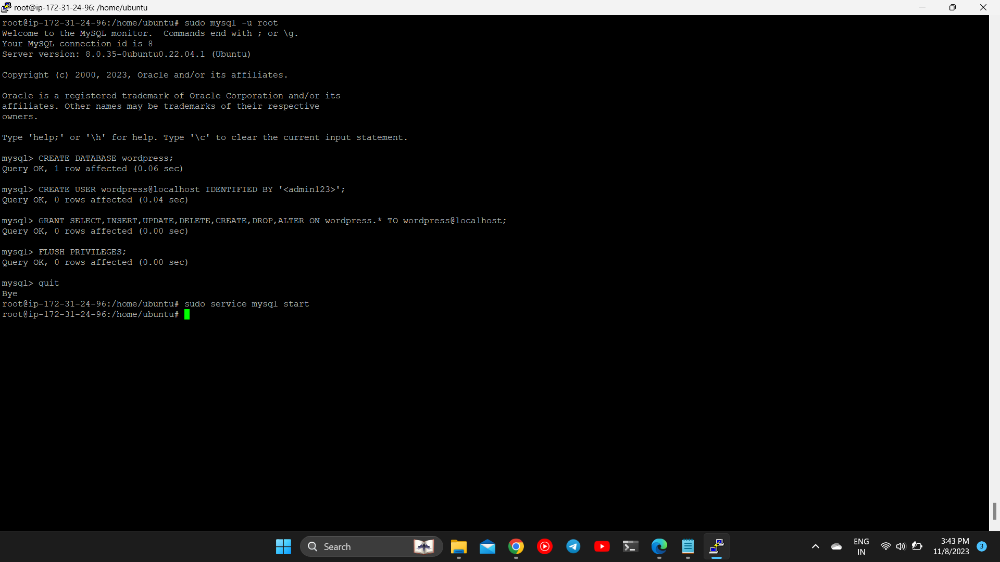 root@ip-172-31-24-96: /home/ubuntu
root@ip-172-31-24-96:/home/ubuntu# sudo mysql -u root
Welcome to the MySQL monitor.  Commands end with ; or \g.
Your MySQL connection id is 8
Server version: 8.0.35-0ubuntu0.22.04.1 (Ubuntu)
Copyright (c) 2000, 2023, Oracle and/or its affiliates.
Oracle is a registered trademark of Oracle Corporation and/or its
affiliates. Other names may be trademarks of their respective
owners.
Type 'help;' or '\h' for help. Type '\c' to clear the current input statement.
mysql> CREATE DATABASE wordpress;
Query OK, 1 row affected (0.06 sec)
mysql> CREATE USER wordpress@localhost IDENTIFIED BY '<admin123>';
Query OK, 0 rows affected (0.04 sec)
mysql> GRANT SELECT,INSERT,UPDATE,DELETE,CREATE,DROP,ALTER ON wordpress.* TO wordpress@localhost;
Query OK, 0 rows affected (0.00 sec)
mysql> FLUSH PRIVILEGES;
Query OK, 0 rows affected (0.00 sec)
mysql> quit
Bye
root@ip-172-31-24-96:/home/ubuntu# sudo service mysql start
root@ip-172-31-24-96:/home/ubuntu#
Search
ENG
IN
3:43 PM
11/8/2023
3